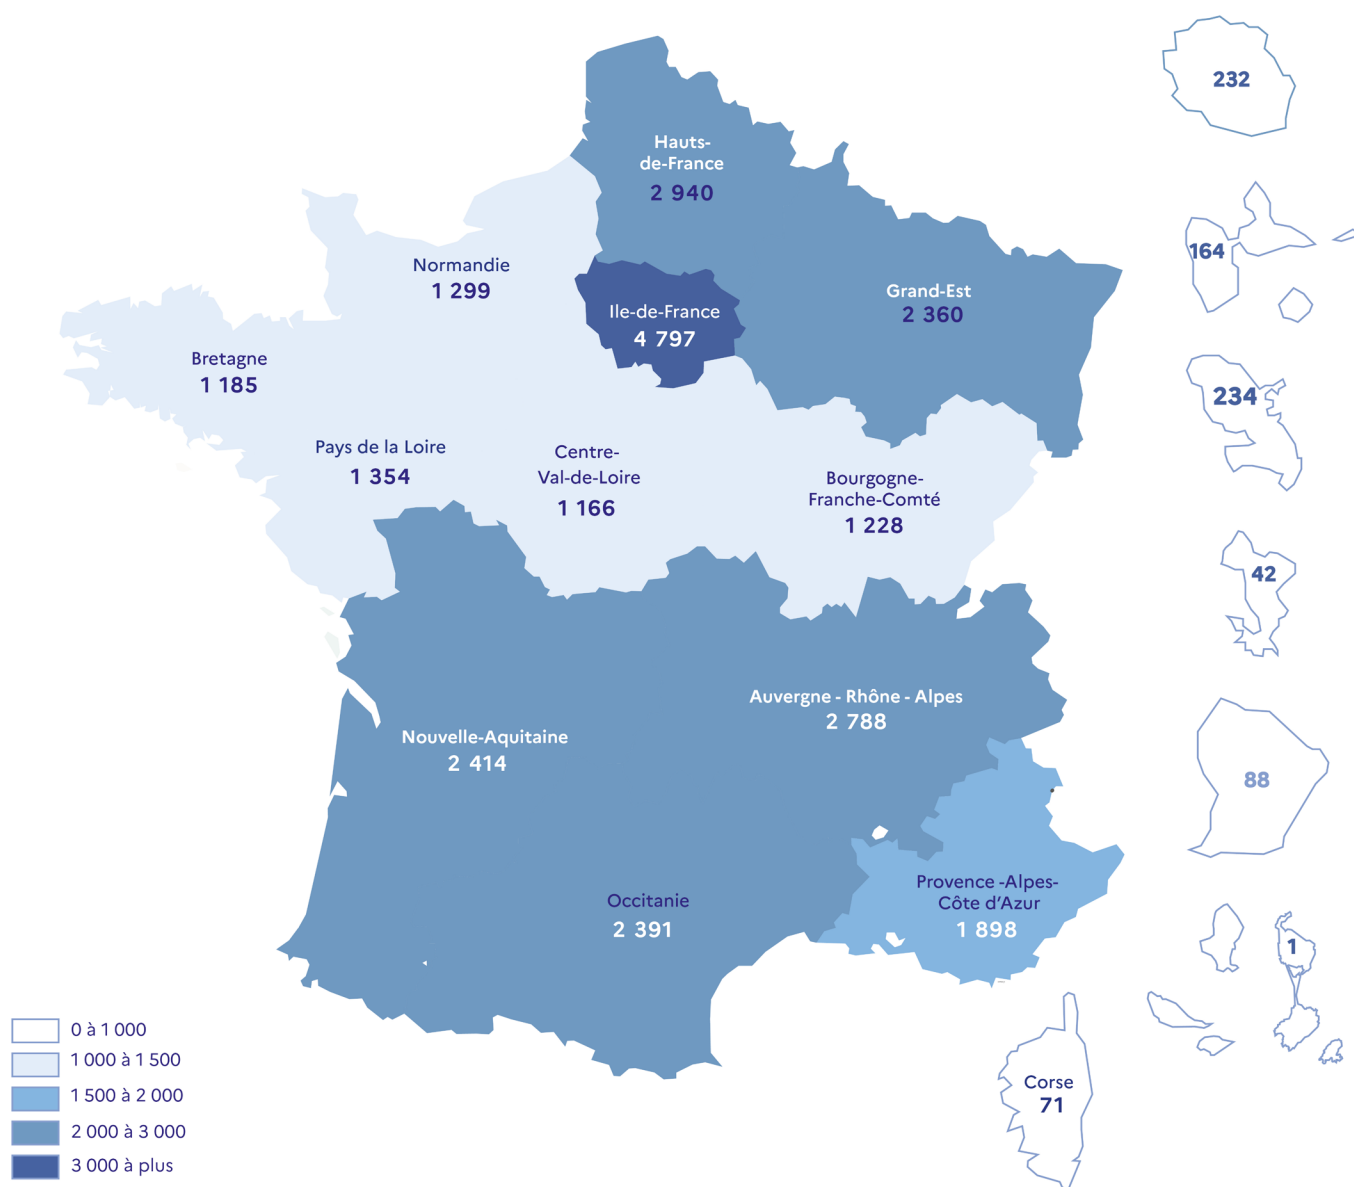 232
Hauts-
de-France
2 940
164
Normandie
1 299
Grand-Est
2 360
Ile-de-France
4 797
Bretagne
1 185
234
Pays de la Loire
1 354
Centre-
Val-de-Loire
1 166
Bourgogne-
Franche-Comté
1 228
42
Auvergne - Rhône - Alpes
2 788
Nouvelle-Aquitaine
2 414
88
Provence -Alpes-
Côte d’Azur
1 898
Occitanie
2 391
1
Corse
71
0 à 1 000
1 000 à 1 500
1 500 à 2 000
2 000 à 3 000
3 000 à plus